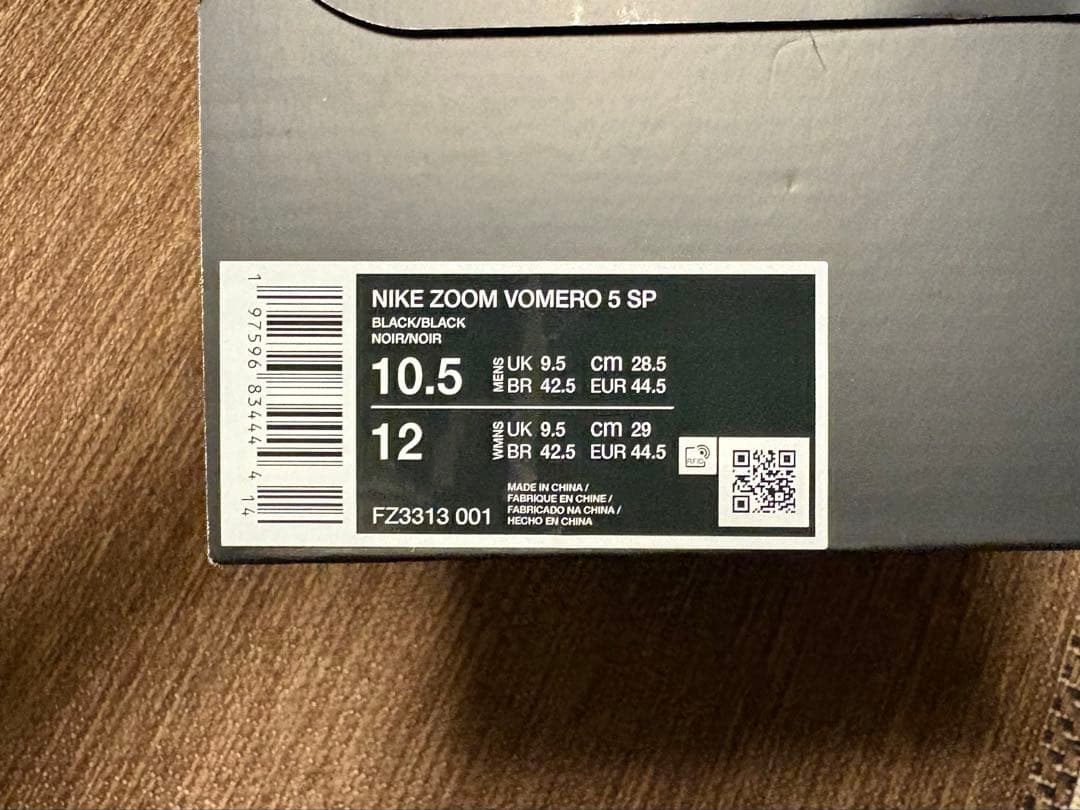 NIKE ZOOM VOMERO 5 SP
BLACK/BLACK
NOIR/NOIR
10.5 MENS UK 9.5 cm 28.5
BR 42.5 EUR 44.5
12 WMNS UK 9.5 cm 29
BR 42.5 EUR 44.5
RFID
FZ3313 001
MADE IN CHINA /
FABRIQUE EN CHINE /
FABRICADO NA CHINA /
HECHO EN CHINA
1 97596 83444 4 14